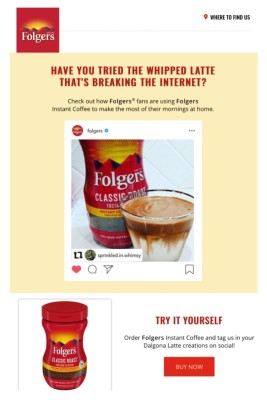 Folgers
WHERE TO FIND US
HAVE YOU TRIED THE WHIPPED LATTE
THAT'S BREAKING THE INTERNET?
Check out how Folgers® fans are using Folgers
Instant Coffee to make the most of their mornings at home.
folgers
Folgers
CLASSIC ROAST
sprinkled.in.whimsy
Folgers
CLASSIC ROAST
TRY IT YOURSELF
Order Folgers Instant Coffee and tag us in your
Dalgona Latte creations on social!
BUY NOW